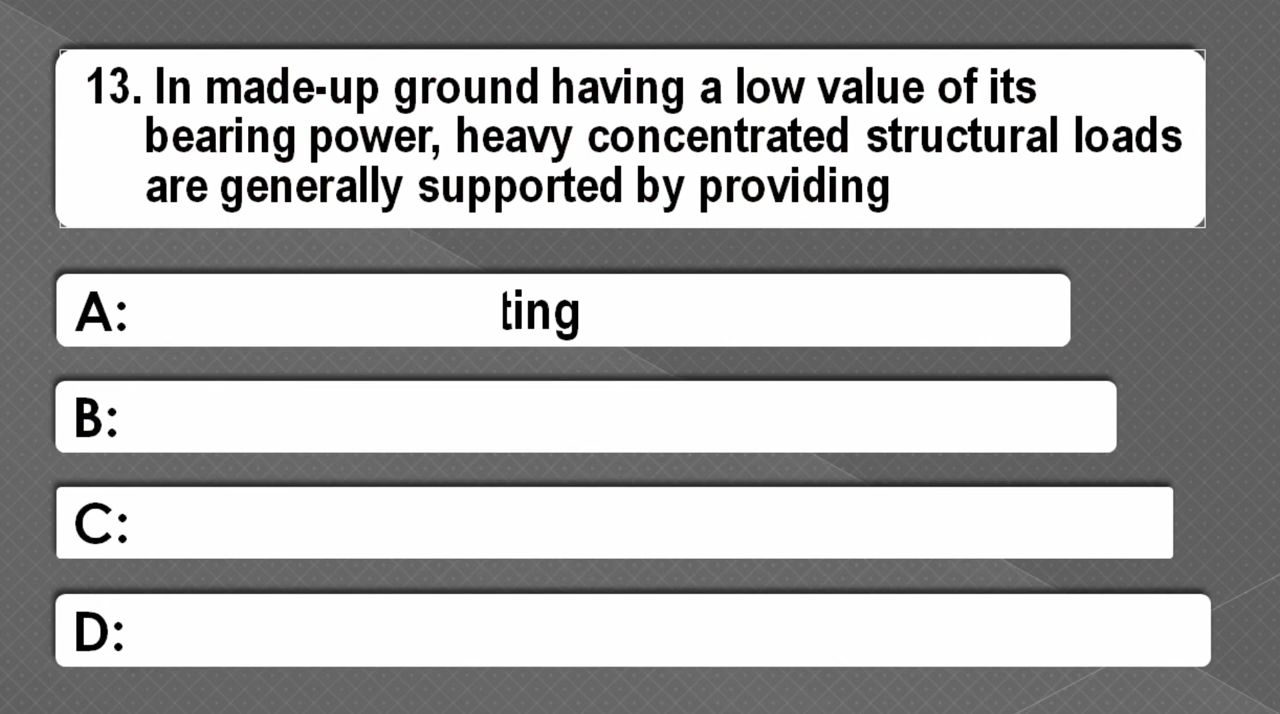 13. In made-up ground having a low value of its
bearing power, heavy concentrated structural loads
are generally supported by providing
A: ting
B:
C:
D: